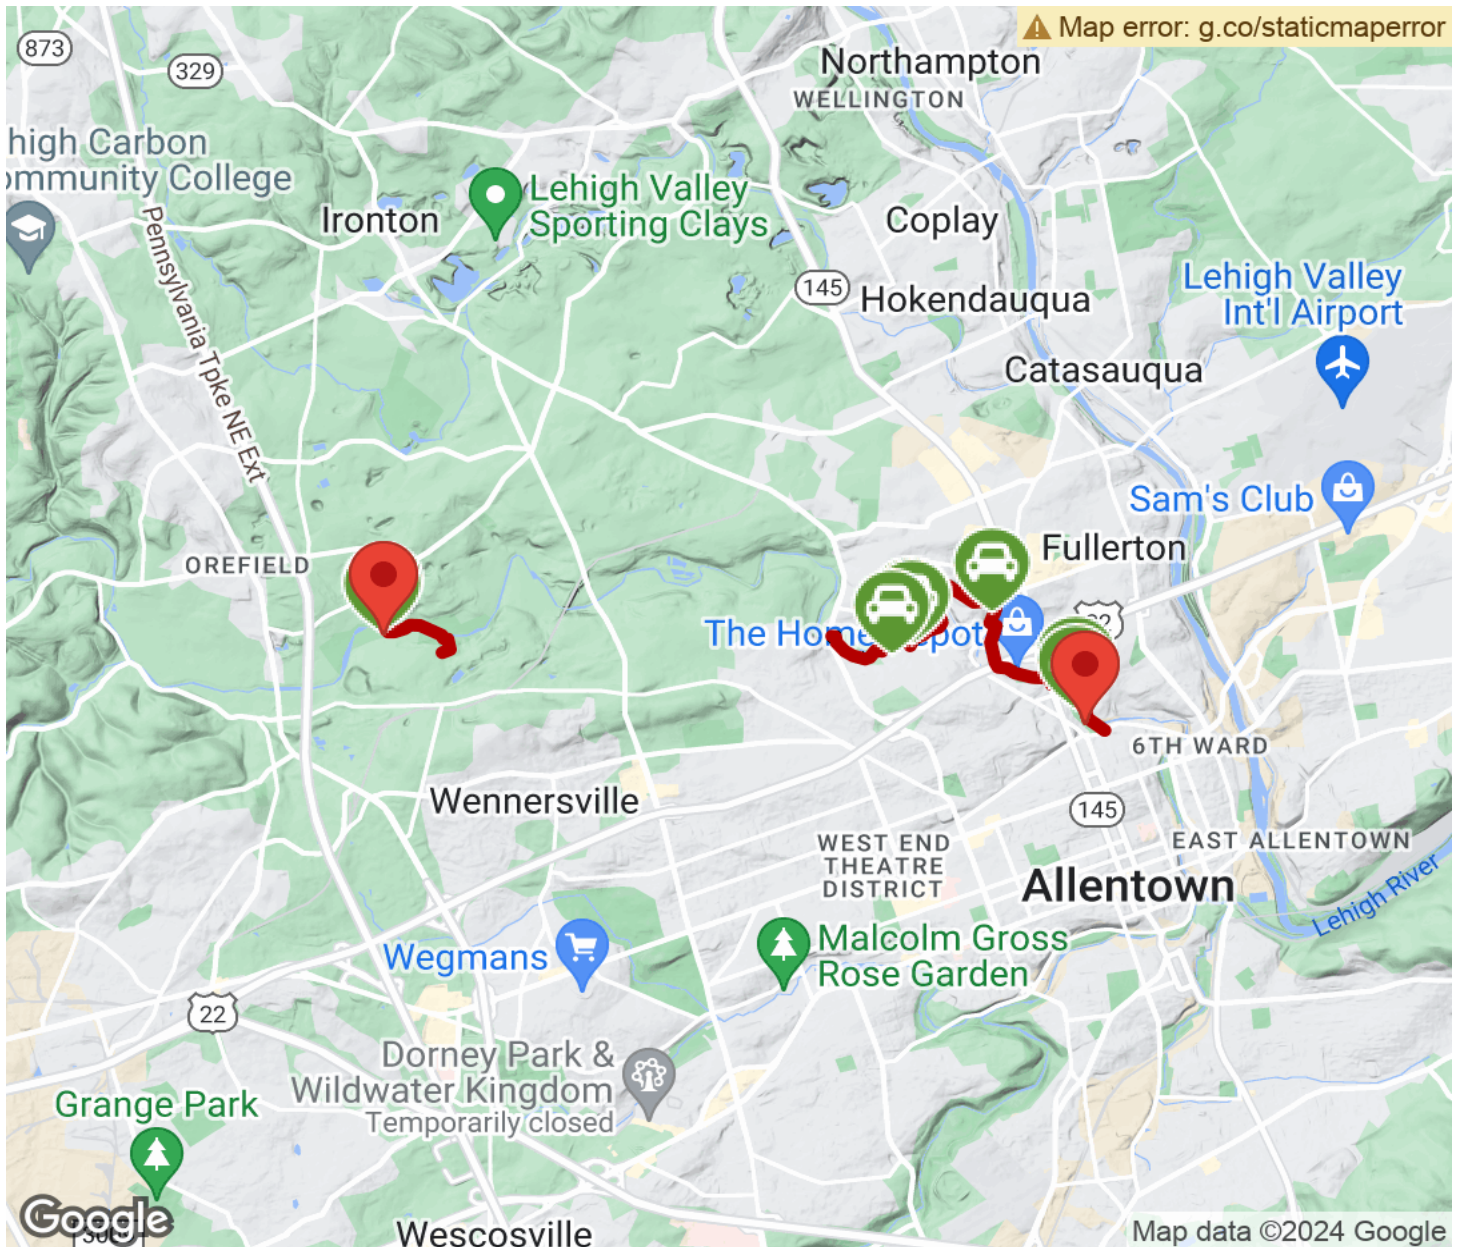 Map error: g.co/staticmaperror
873
329
Northampton
WELLINGTON
high Carbon
ommunity College
Lehigh Valley
Sporting Clays
Ironton
Coplay
Pennsylvania Tpke NE Ext
145
Hokendauqua
Lehigh Valley
Int'l Airport
Catasauqua
Sam's Club
Fullerton
OREFIELD
22
The Home Depot
6TH WARD
Wennersville
145
WEST END
THEATRE
DISTRICT
EAST ALLENTOWN
Allentown
Lehigh River
Wegmans
Malcolm Gross
Rose Garden
22
Dorney Park &
Wildwater Kingdom
Temporarily closed
Grange Park
Google
Wescosville
Map data ©2024 Google